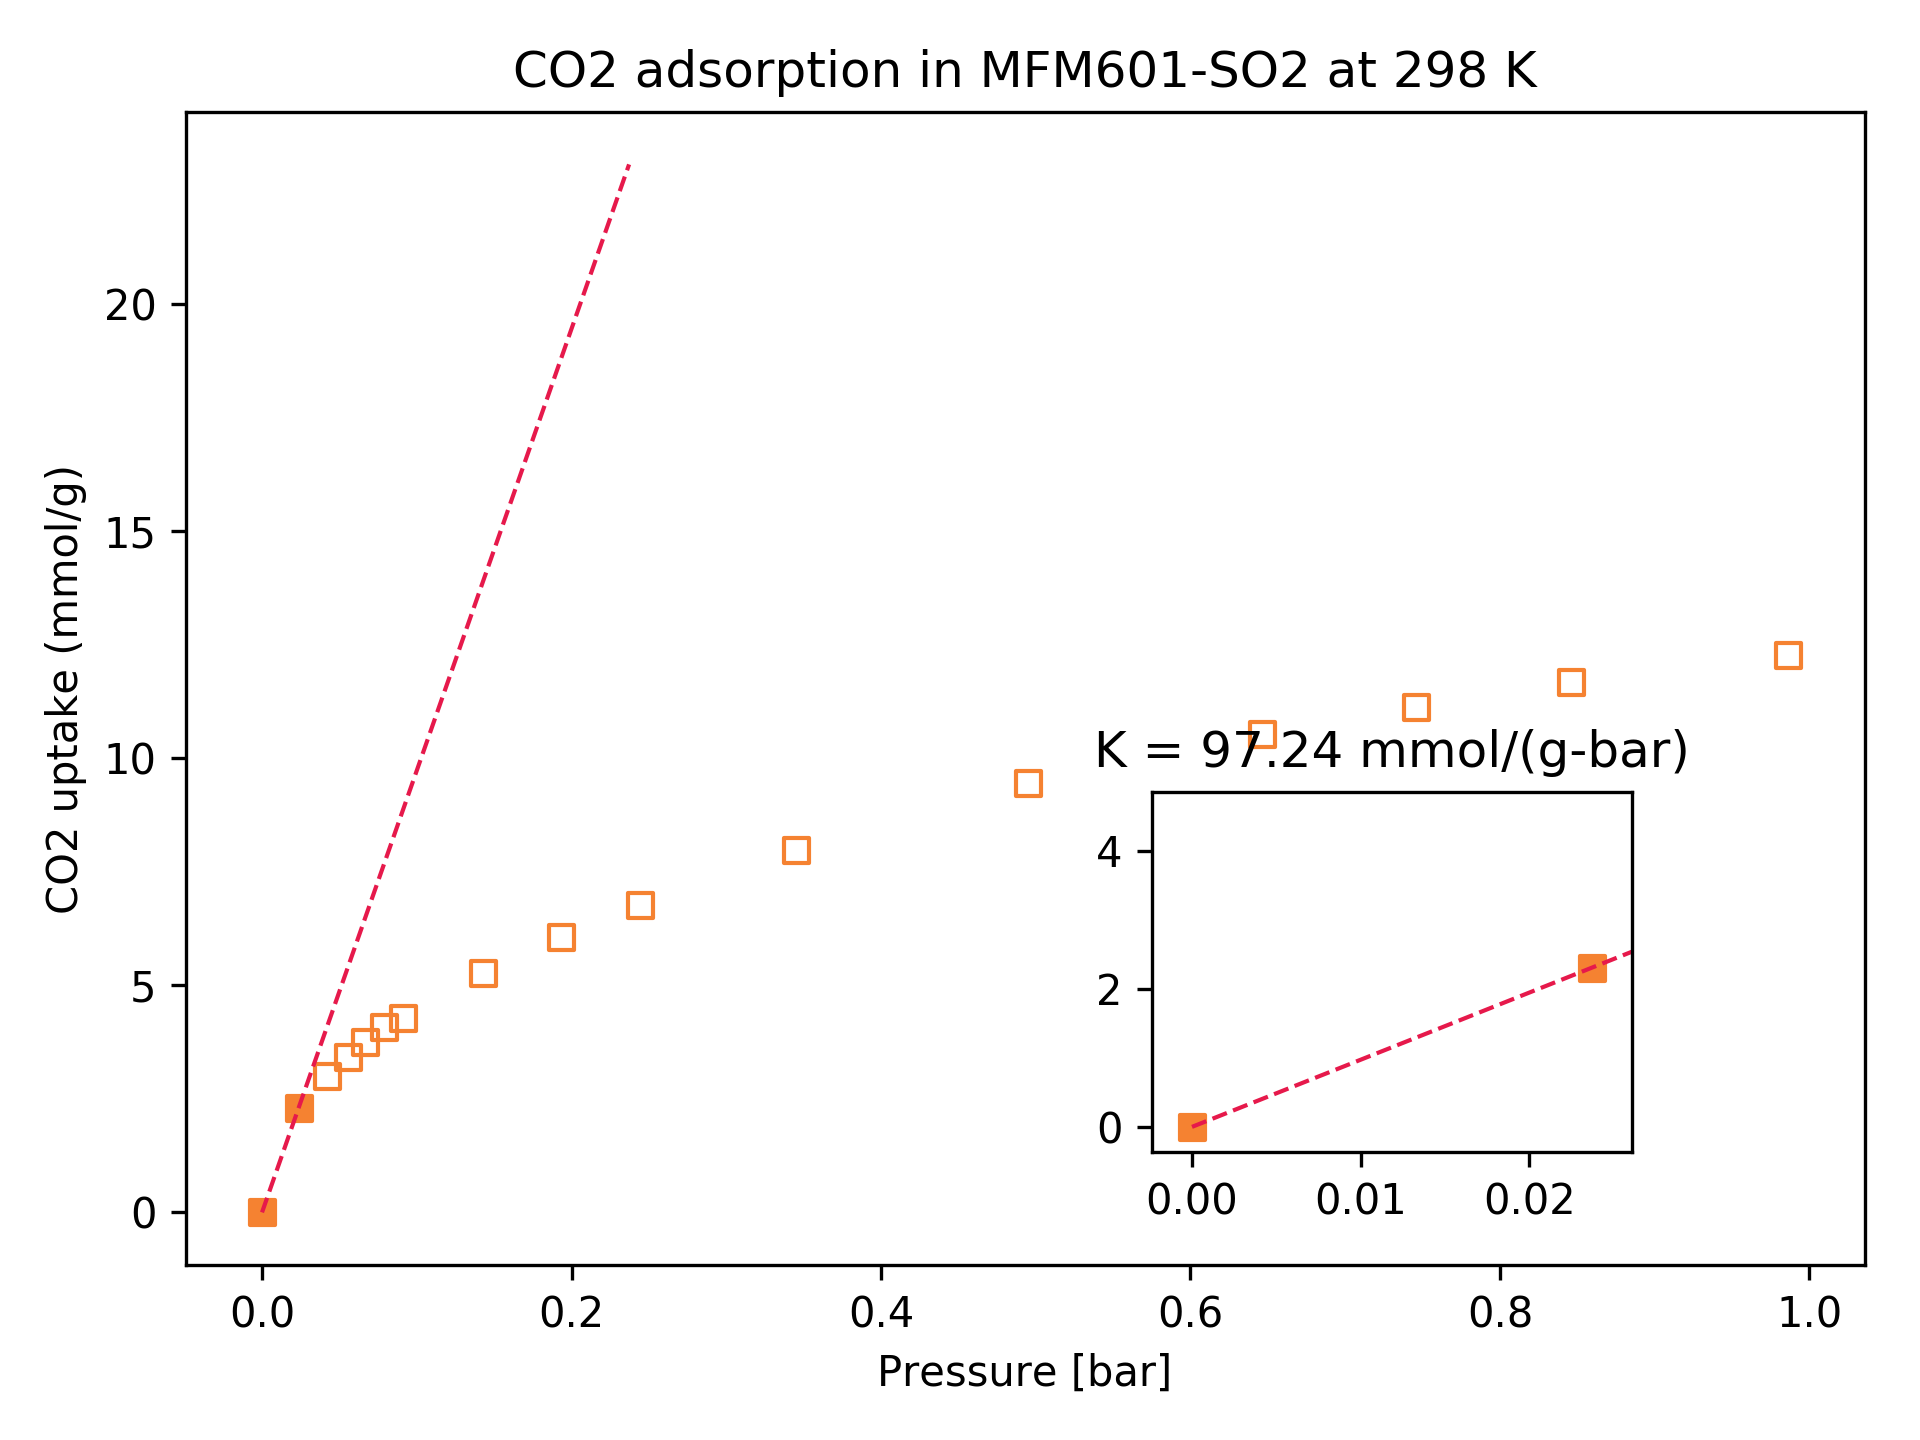 CO2 adsorption in MFM601-SO2 at 298 K
CO2 uptake (mmol/g)
20
15
10
5
0
K = 97.24 mmol/(g-bar)
4
2
0
0.00 0.01 0.02
0.0 0.2 0.4 0.6 0.8 1.0
Pressure [bar]